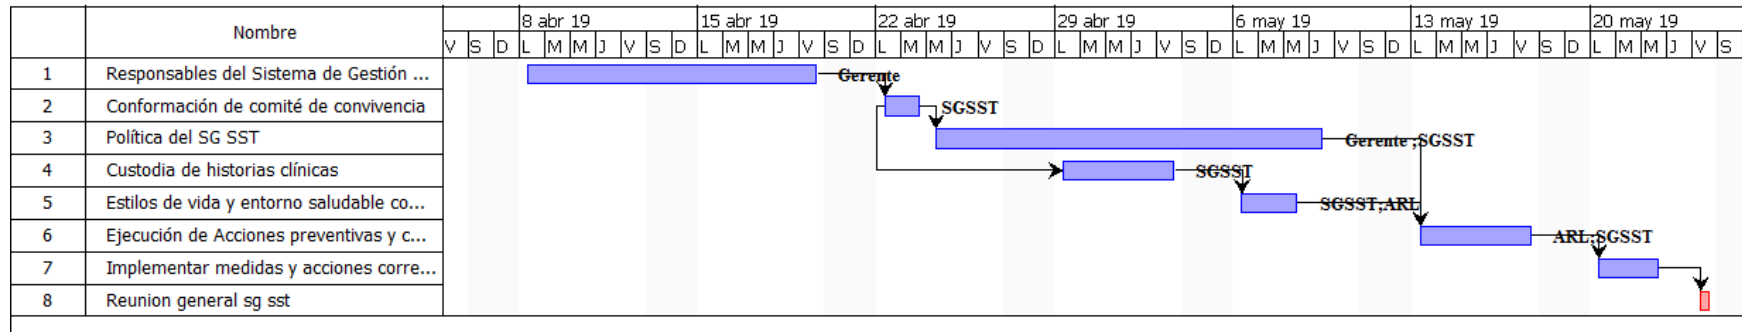 Nombre
8 abr 19 15 abr 19 22 abr 19 29 abr 19 6 may 19 13 may 19 20 may 19
V S D L M M J V S D L M M J V S D L M M J V S D L M M J V S D L M M J V S D L M M J V S D L M M J V S
1 Responsables del Sistema de Gestión ... Gerente
2 Conformación de comité de convivencia SGSST
3 Política del SG SST Gerente ;SGSST
4 Custodia de historias clínicas SGSST
5 Estilos de vida y entorno saludable co... SGSST;ARL
6 Ejecución de Acciones preventivas y c... ARL;SGSST
7 Implementar medidas y acciones corre...
8 Reunion general sg sst